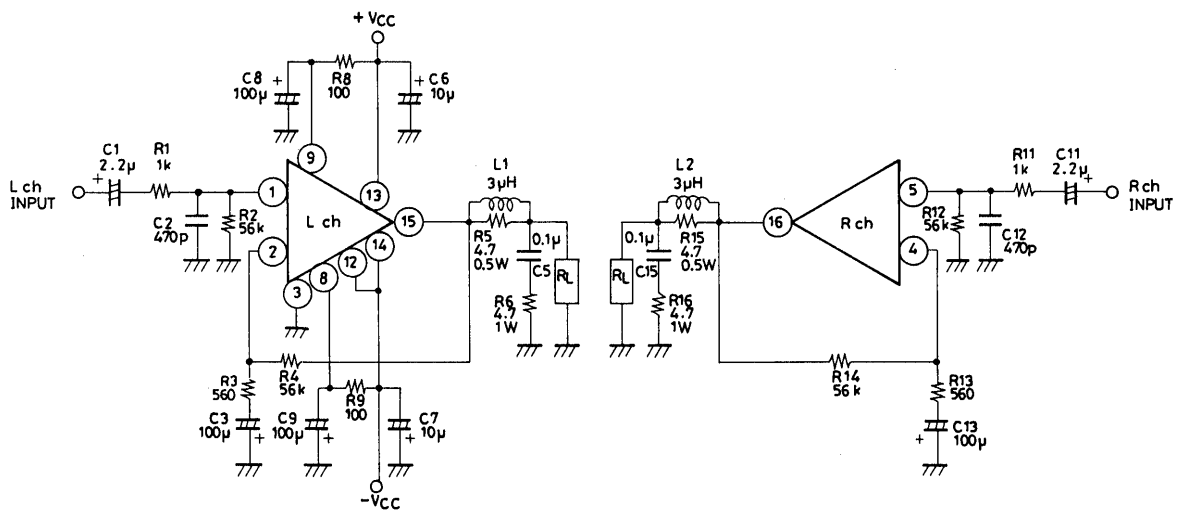 +VCC
C8
+
100μ
R8
100
+
C6
10μ
L ch
INPUT
+
C1
2.2μ
R1
1k
C2
470p
R2
56k
1
2
3
8
9
12
13
14
15
L ch
L1
3μH
R5
4.7
0.5W
0.1μ
C5
RL
R6
4.7
1W
R3
560
R4
56k
C3
100μ
+
C9
100μ
+
R9
100
C7
10μ
+
-VCC
L2
3μH
R15
4.7
0.5W
0.1μ
C15
RL
R16
4.7
1W
16
R ch
5
4
R11
1k
C11
2.2μ
+
R ch
INPUT
R12
56k
C12
470p
R14
56k
R13
560
C13
100μ
+